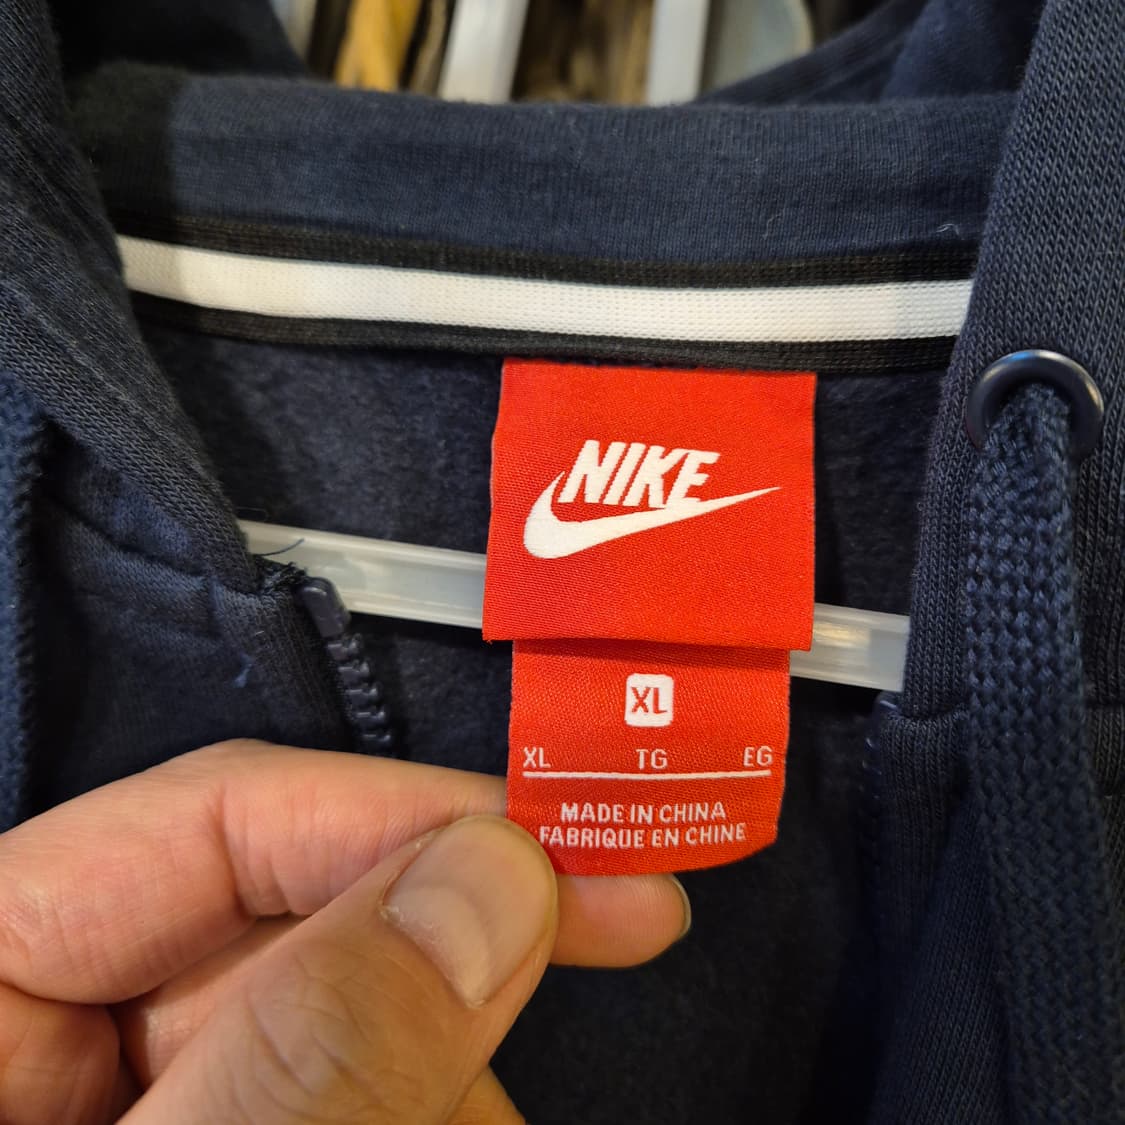 NIKE
XL
XL TG EG
MADE IN CHINA
FABRIQUE EN CHINE